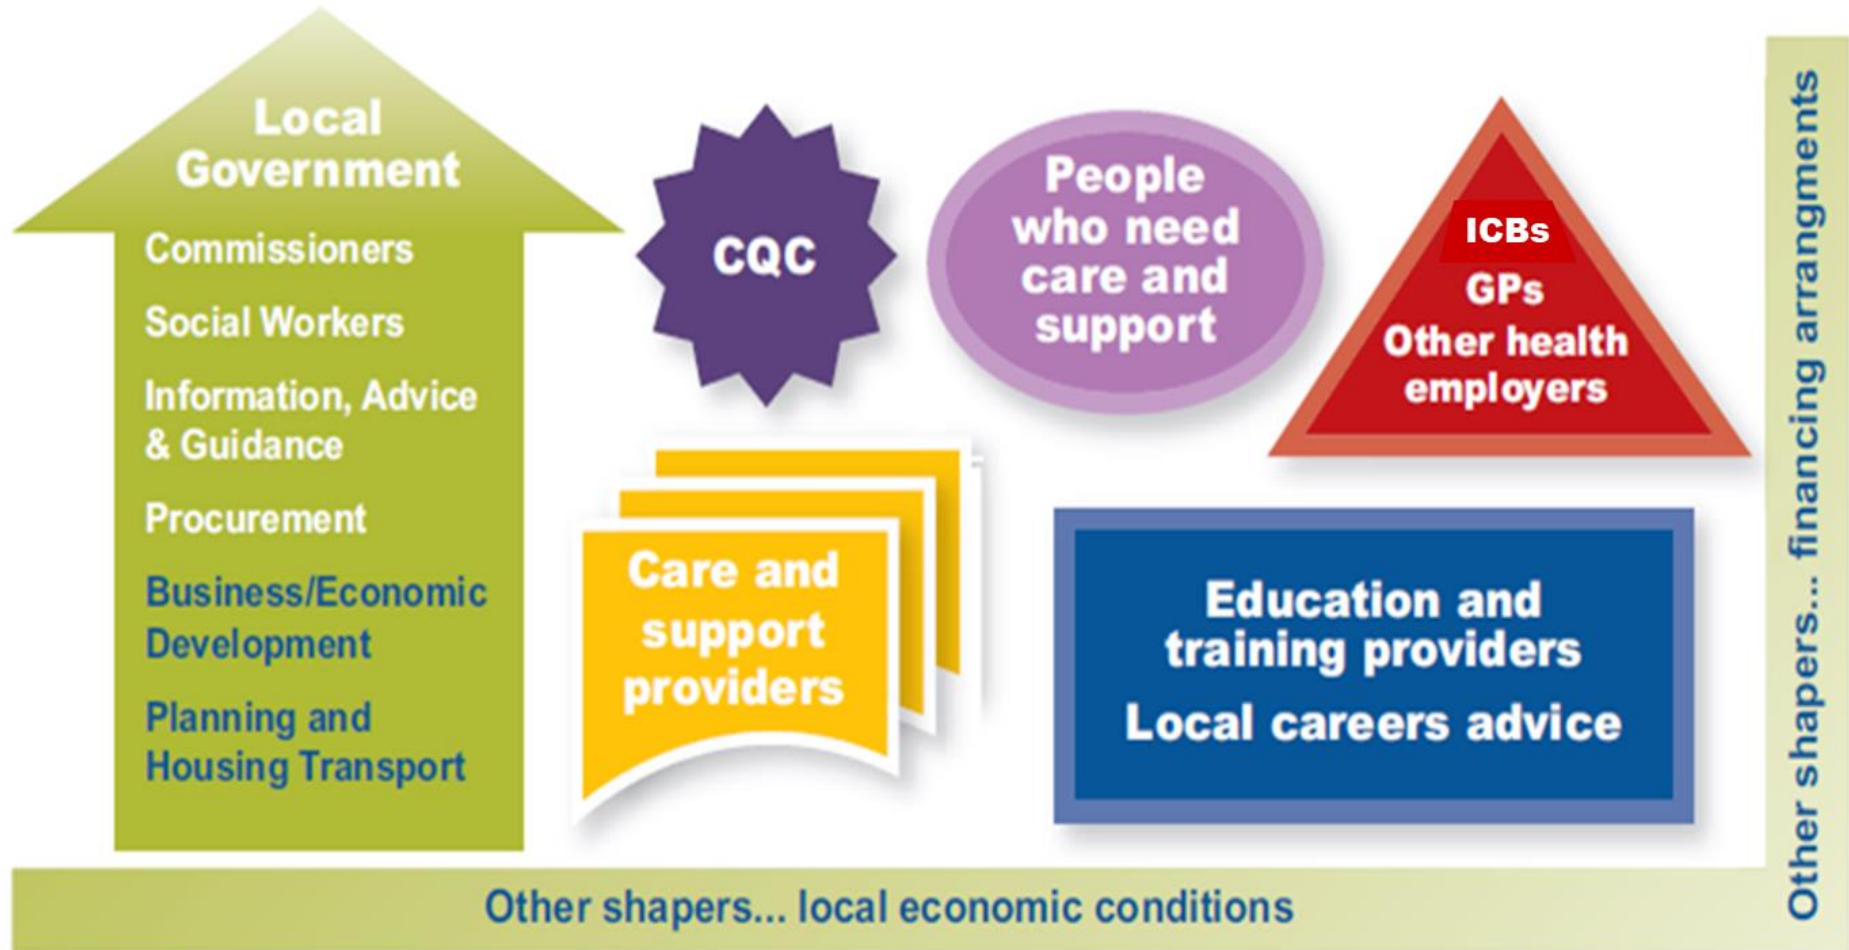 Local
Government
Commissioners
Social Workers
Information, Advice
& Guidance
Procurement
Business/Economic
Development
Planning and
Housing Transport
CQC
People
who need
care and
support
ICBs
GPs
Other health
employers
Care and
support
providers
Education and
training providers
Local careers advice
Other shapers... financing arrangments
Other shapers... local economic conditions